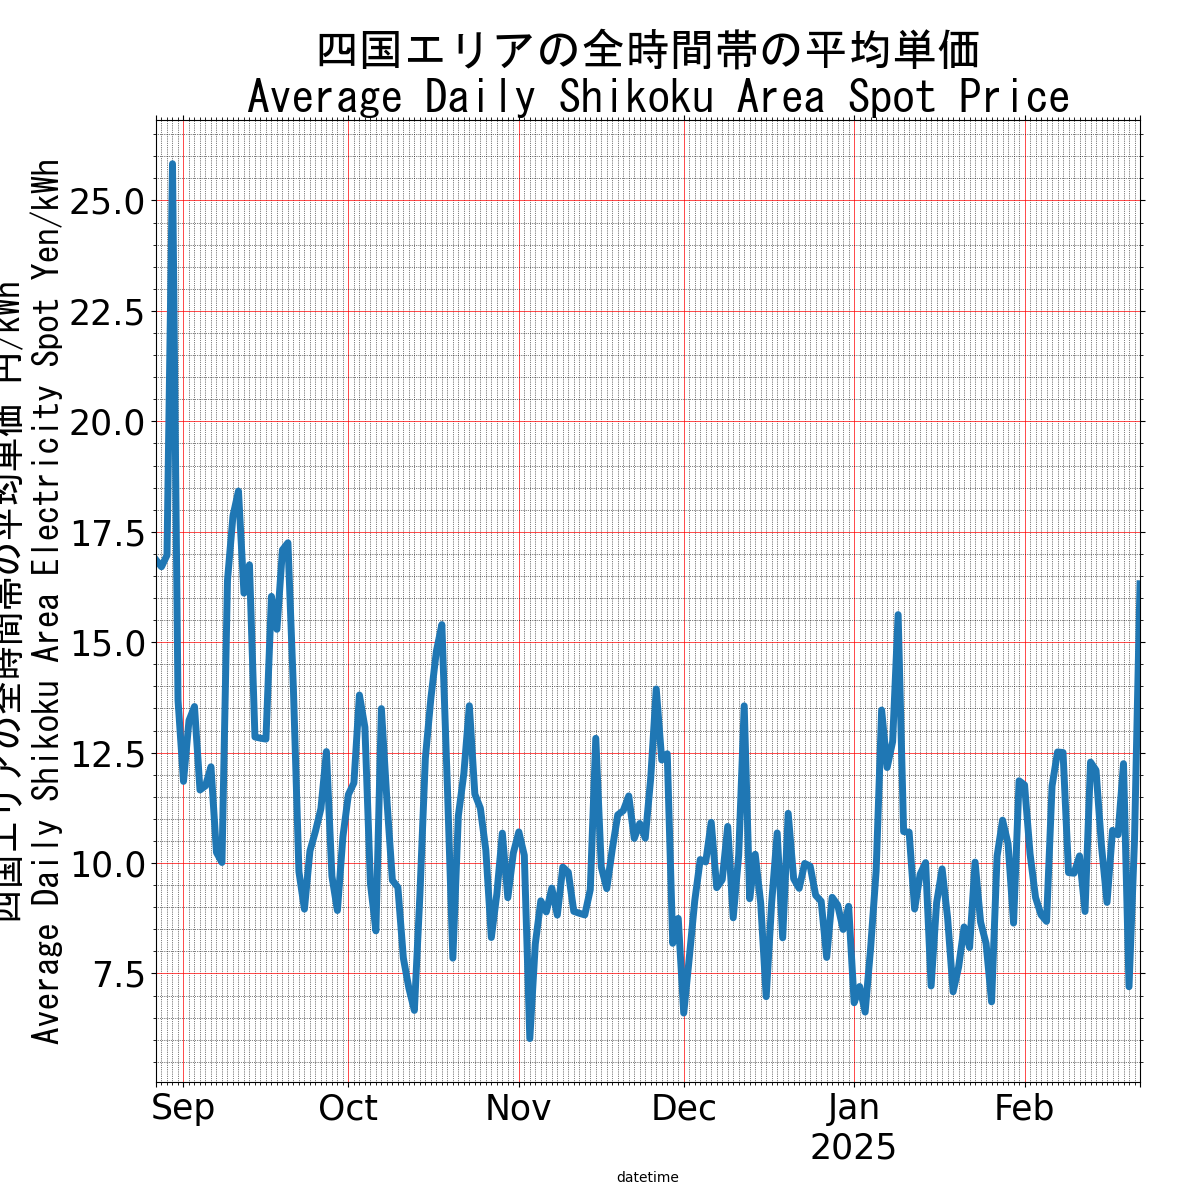 四国エリアの全時間帯の平均単価
Average Daily Shikoku Area Spot Price
四国エリアの全時間帯の平均単価 円/kWh
Average Daily Shikoku Area Electricity Spot Yen/kWh
25.0
22.5
20.0
17.5
15.0
12.5
10.0
7.5
Sep Oct Nov Dec Jan Feb
2025
datetime